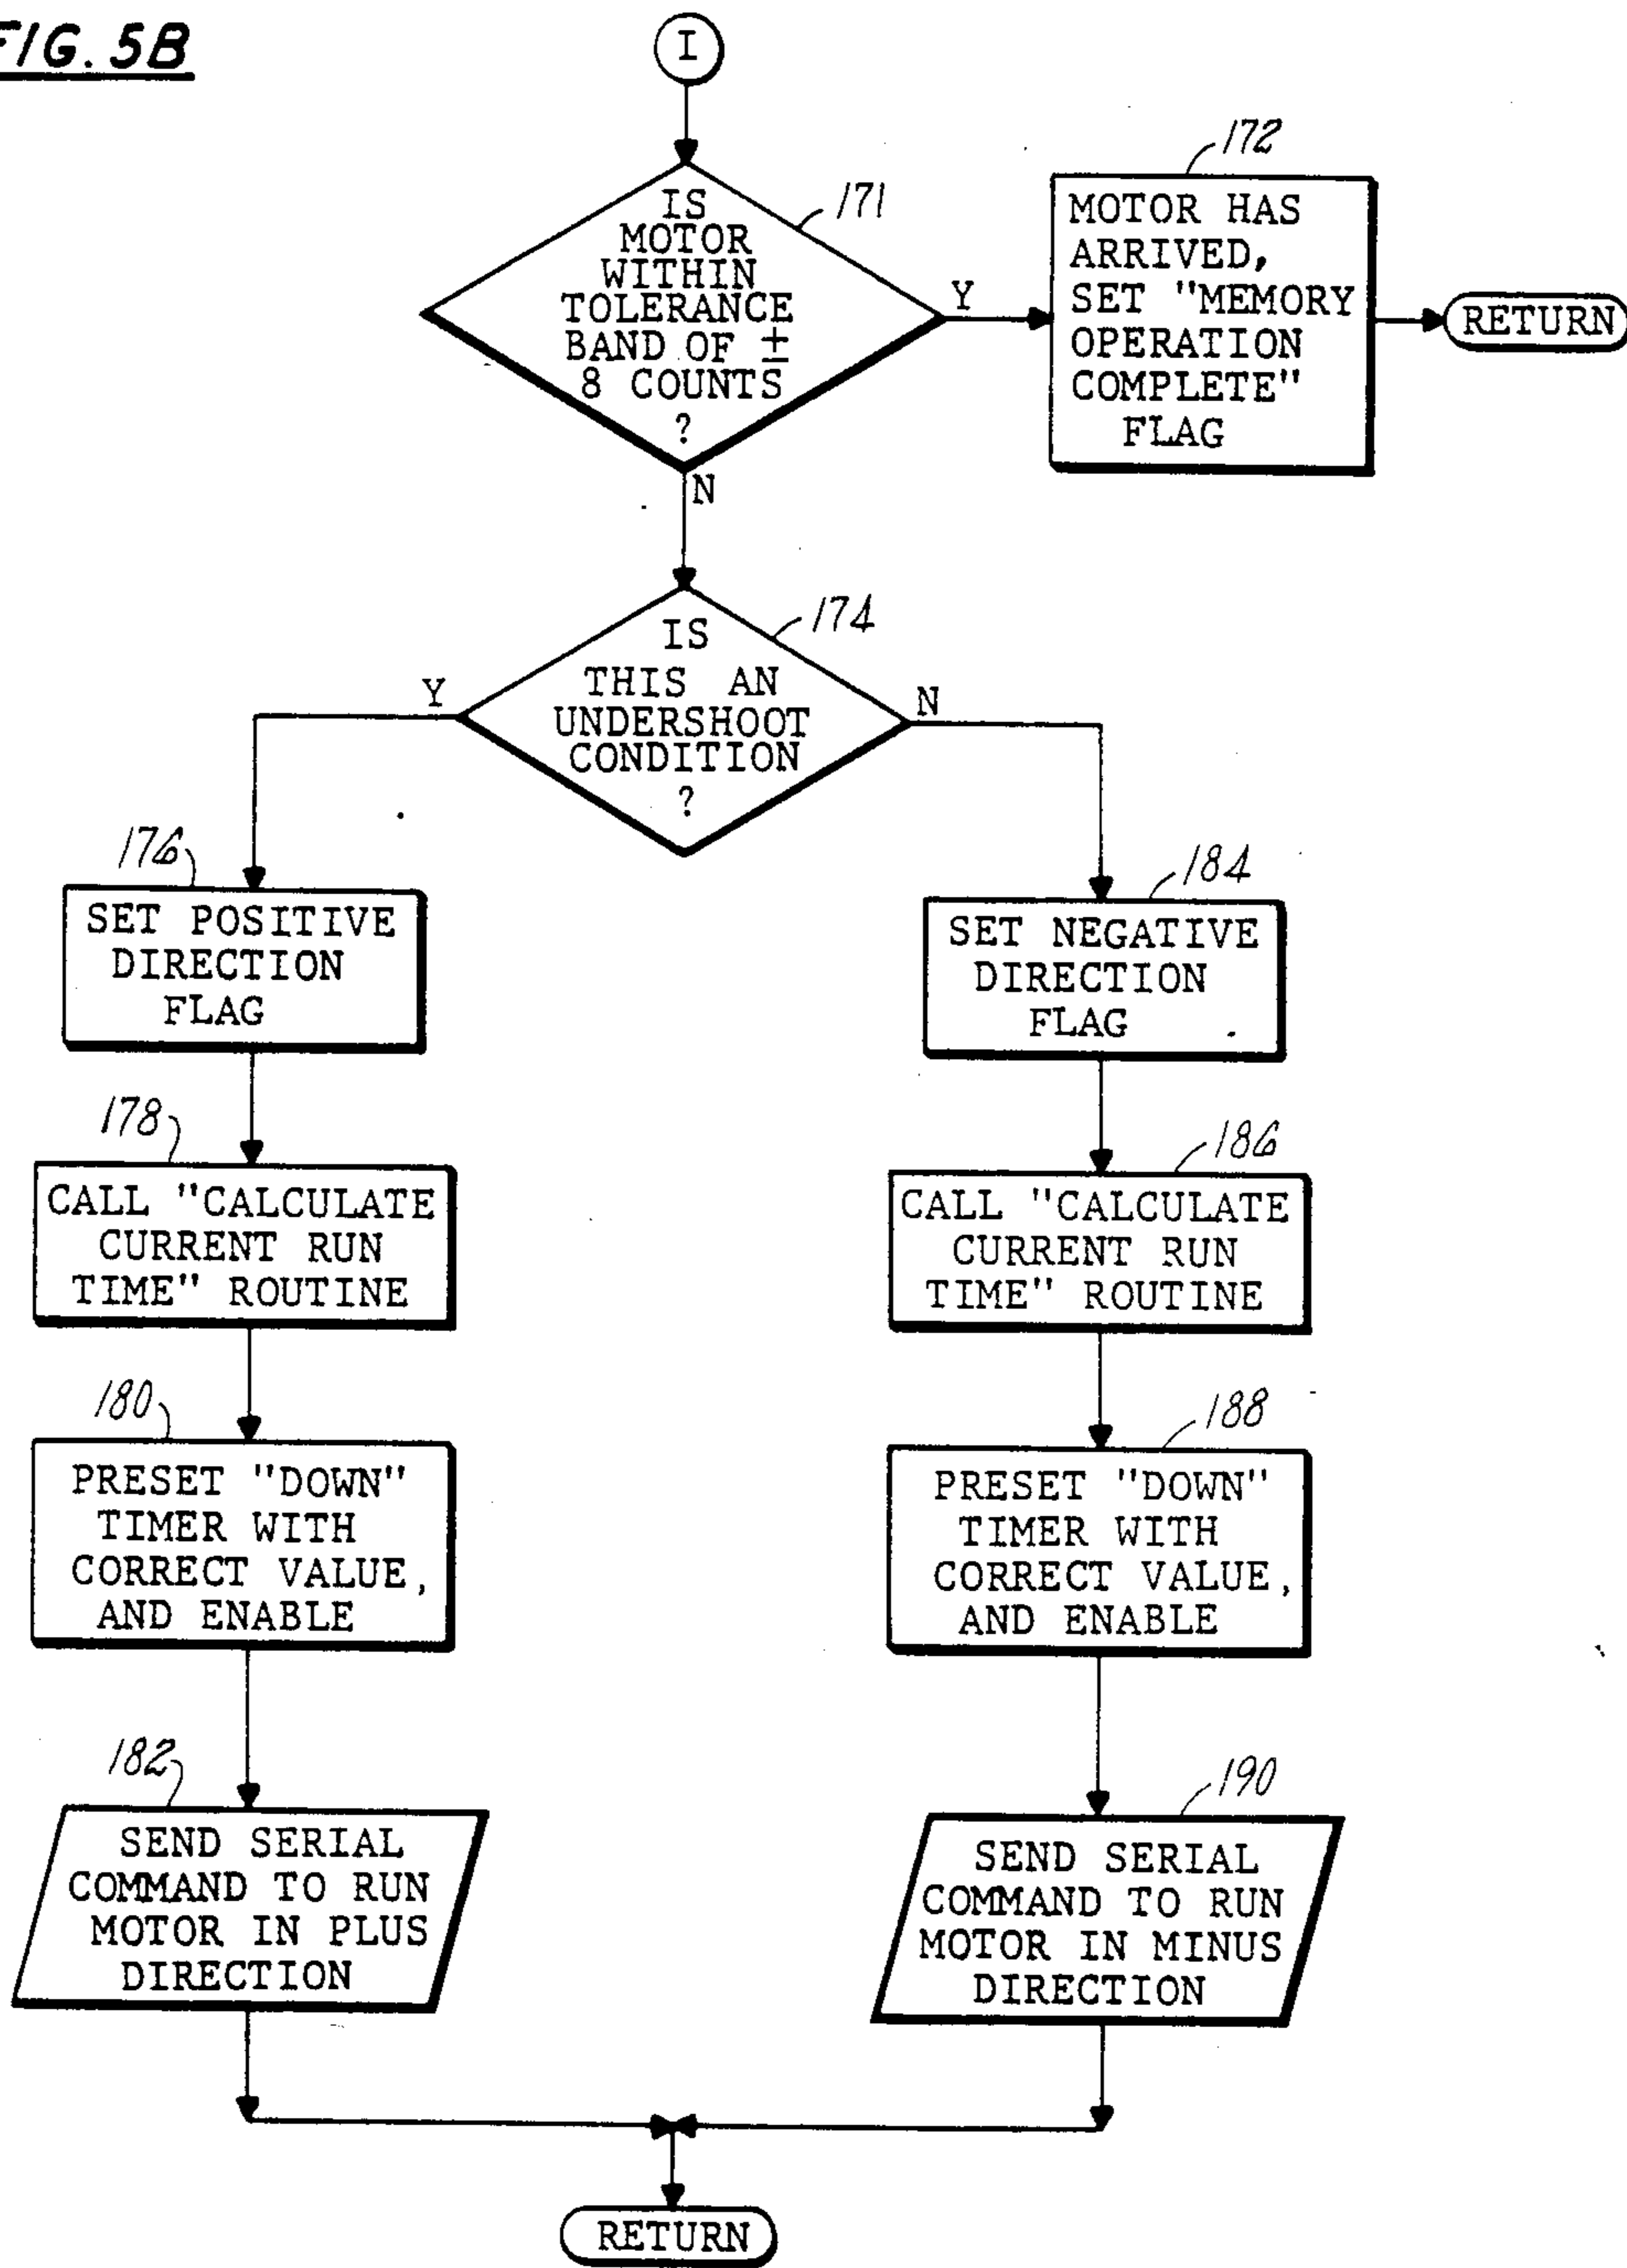 FIG. 5B
I
171
IS
MOTOR
WITHIN
TOLERANCE
BAND OF ±
8 COUNTS
?
Y
N
172
MOTOR HAS
ARRIVED,
SET "MEMORY
OPERATION
COMPLETE"
FLAG
RETURN
174
IS
THIS AN
UNDERSHOOT
CONDITION
?
Y
N
176
SET POSITIVE
DIRECTION
FLAG
178
CALL "CALCULATE
CURRENT RUN
TIME" ROUTINE
180
PRESET "DOWN"
TIMER WITH
CORRECT VALUE,
AND ENABLE
182
SEND SERIAL
COMMAND TO RUN
MOTOR IN PLUS
DIRECTION
184
SET NEGATIVE
DIRECTION
FLAG
186
CALL "CALCULATE
CURRENT RUN
TIME" ROUTINE
188
PRESET "DOWN"
TIMER WITH
CORRECT VALUE,
AND ENABLE
190
SEND SERIAL
COMMAND TO RUN
MOTOR IN MINUS
DIRECTION
RETURN